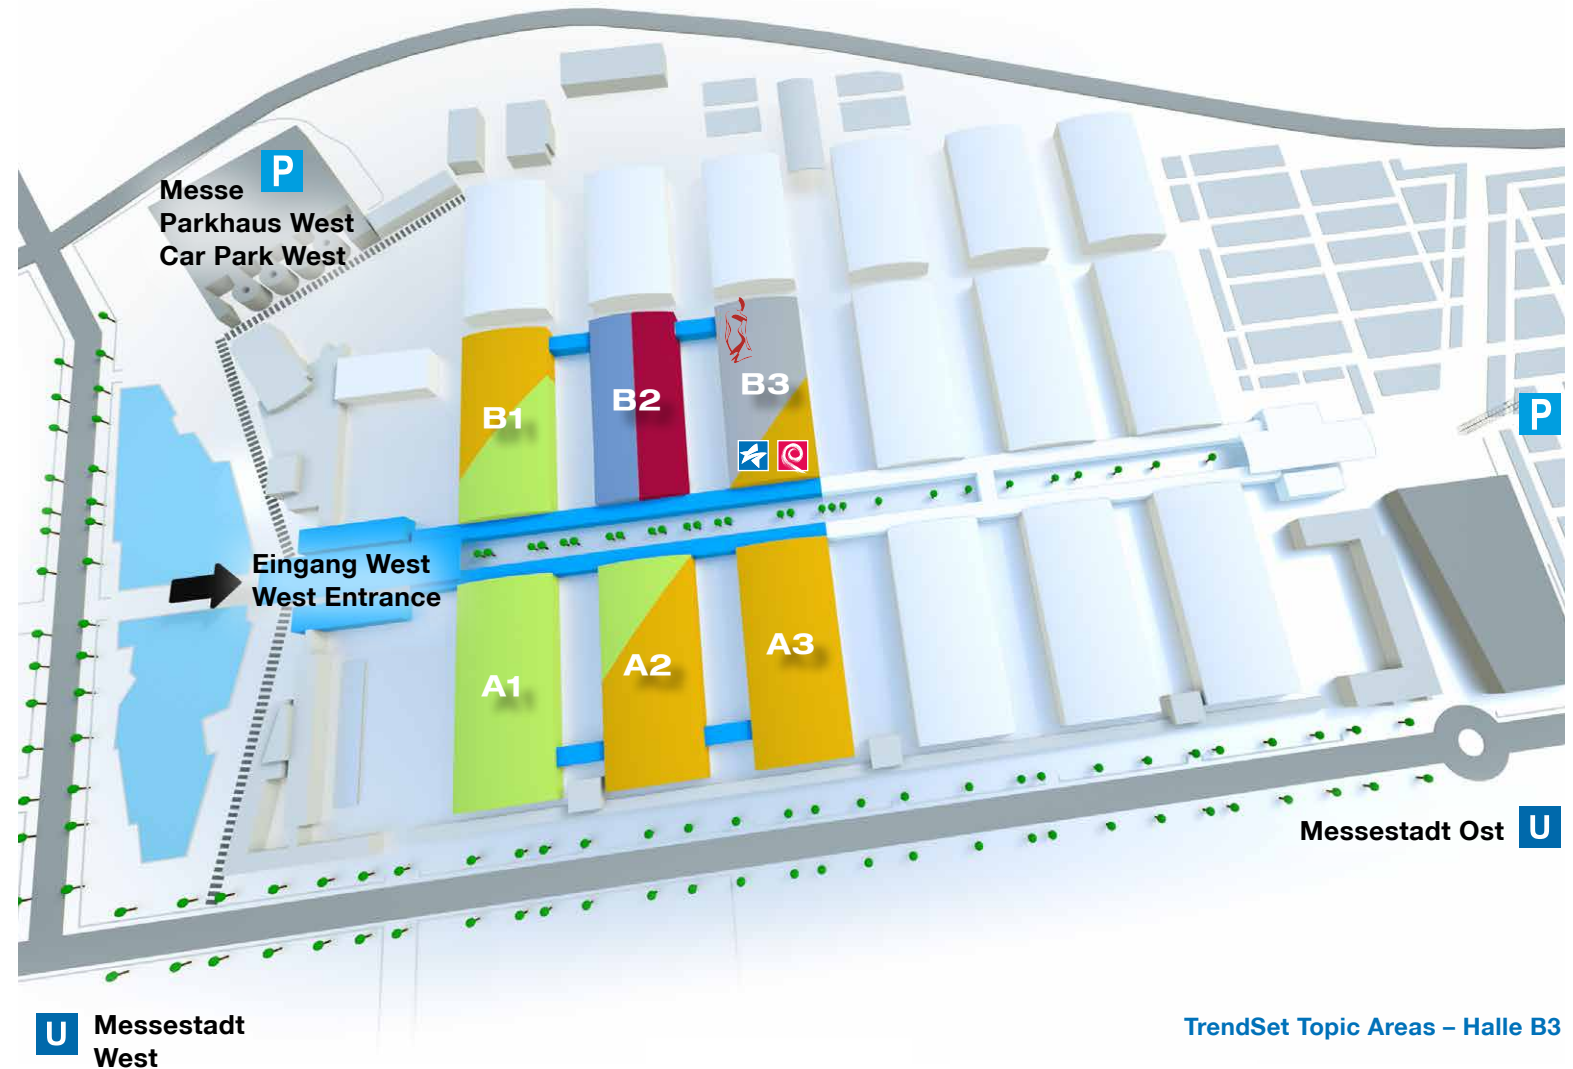 P
Messe
Parkhaus West
Car Park West
B1
B2
B3
P
Eingang West
West Entrance
A1
A2
A3
Messestadt Ost U
U Messestadt
West
TrendSet Topic Areas – Halle B3